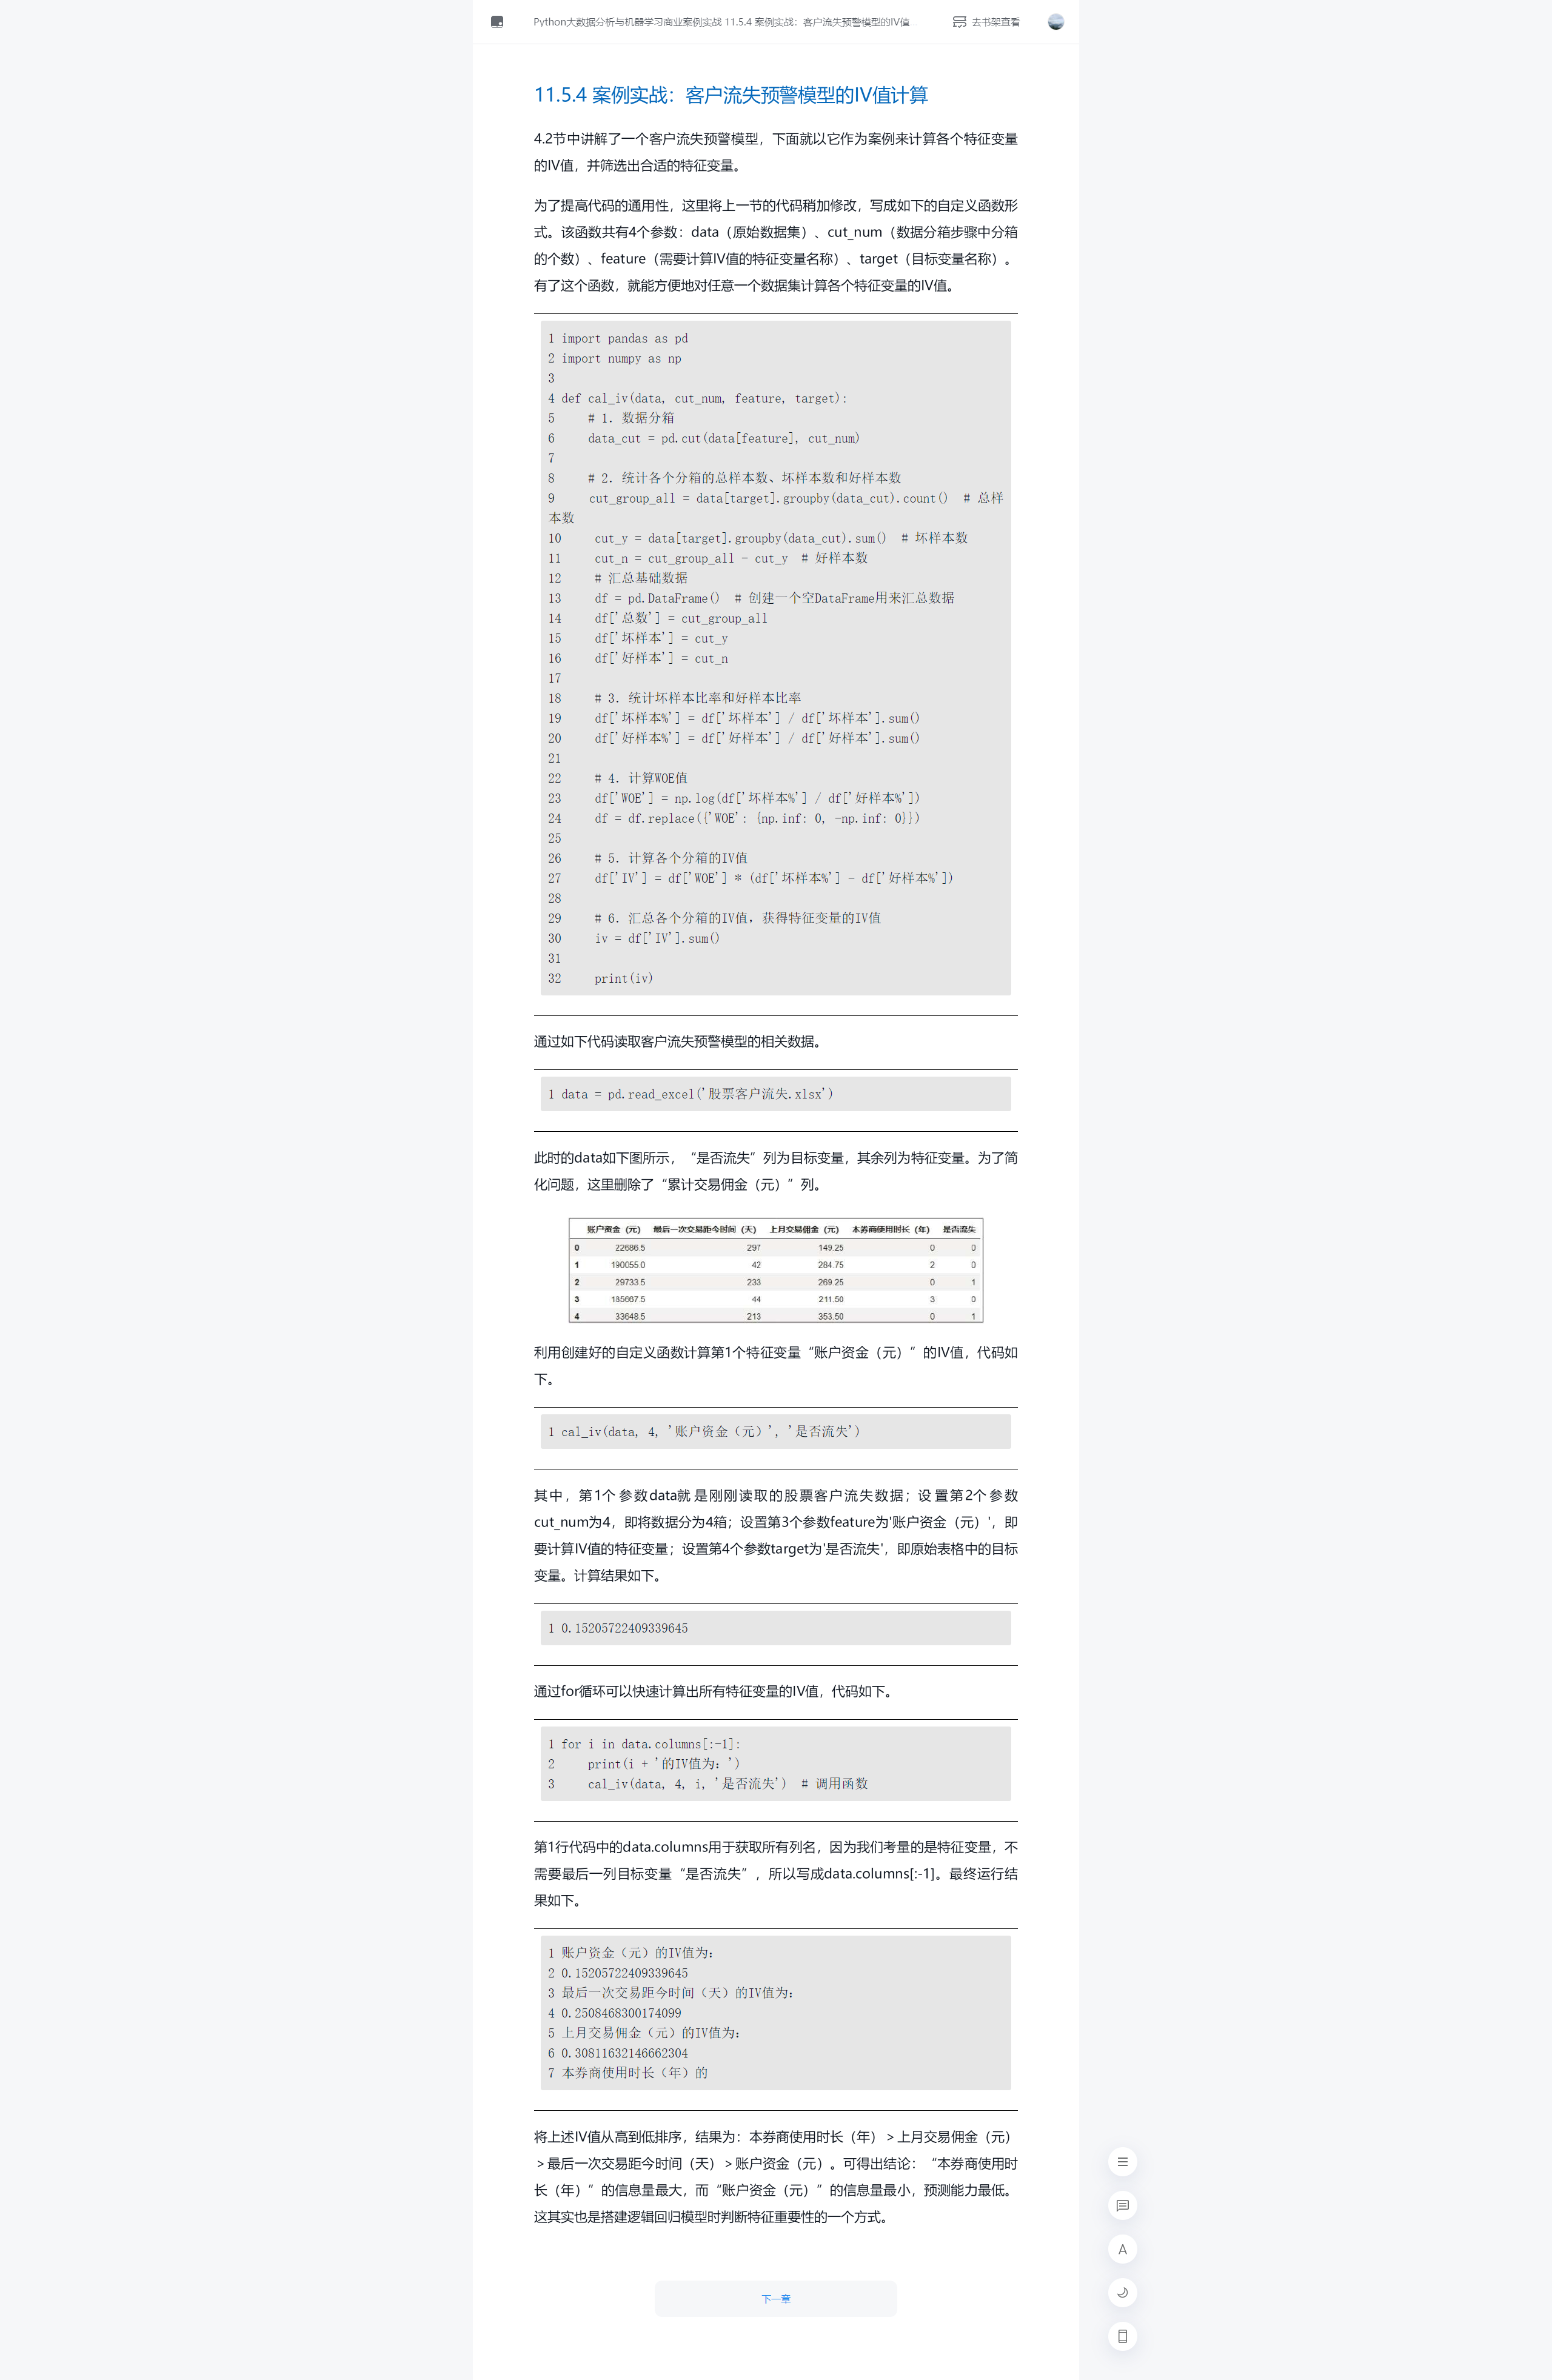 Python大数据分析与机器学习商业案例实战 11.5.4 案例实战：客户流失预警模型的IV值
去书架查看
11.5.4 案例实战：客户流失预警模型的IV值计算
4.2节中讲解了一个客户流失预警模型，下面就以它作为案例来计算各个特征变量
的IV值，并筛选出合适的特征变量。
为了提高代码的通用性，这里将上一节的代码稍加修改，写成如下的自定义函数形
式。该函数共有4个参数：data（原始数据集）、cut_num（数据分箱步骤中分箱
的个数）、feature（需要计算IV值的特征变量名称）、target（目标变量名称）。
有了这个函数，就能方便地对任意一个数据集计算各个特征变量的IV值。
1 import pandas as pd
2 import numpy as np
3
4 def cal_iv(data, cut_num, feature, target):
5     # 1. 数据分箱
6     data_cut = pd.cut(data[feature], cut_num)
7
8     # 2. 统计各个分箱的总样本数、坏样本数和好样本数
9     cut_group_all = data[target].groupby(data_cut).count()  # 总样
本数
10     cut_y = data[target].groupby(data_cut).sum()  # 坏样本数
11     cut_n = cut_group_all - cut_y  # 好样本数
12     # 汇总基础数据
13     df = pd.DataFrame()  # 创建一个空DataFrame用来汇总数据
14     df['总数'] = cut_group_all
15     df['坏样本'] = cut_y
16     df['好样本'] = cut_n
17
18     # 3. 统计坏样本比率和好样本比率
19     df['坏样本%'] = df['坏样本'] / df['坏样本'].sum()
20     df['好样本%'] = df['好样本'] / df['好样本'].sum()
21
22     # 4. 计算WOE值
23     df['WOE'] = np.log(df['坏样本%'] / df['好样本%'])
24     df = df.replace({'WOE': {np.inf: 0, -np.inf: 0}})
25
26     # 5. 计算各个分箱的IV值
27     df['IV'] = df['WOE'] * (df['坏样本%'] - df['好样本%'])
28
29     # 6. 汇总各个分箱的IV值，获得特征变量的IV值
30     iv = df['IV'].sum()
31
32     print(iv)
通过如下代码读取客户流失预警模型的相关数据。
1 data = pd.read_excel('股票客户流失.xlsx')
此时的data如下图所示，“是否流失”列为目标变量，其余列为特征变量。为了简
化问题，这里删除了“累计交易佣金（元）”列。
账户资金（元） 最后一次交易距今时间（天） 上月交易佣金（元） 本券商使用时长（年） 是否流失
0 22686.5 297 149.25 0 0
1 190055.0 42 284.75 2 0
2 29733.5 233 269.25 0 1
3 185667.5 44 211.50 3 0
4 33648.5 213 353.50 0 1
利用创建好的自定义函数计算第1个特征变量“账户资金（元）”的IV值，代码如
下。
1 cal_iv(data, 4, '账户资金（元）', '是否流失')
其中，第1个参数data就是刚刚读取的股票客户流失数据；设置第2个参数
cut_num为4，即将数据分为4箱；设置第3个参数feature为'账户资金（元）'，即
要计算IV值的特征变量；设置第4个参数target为'是否流失'，即原始表格中的目标
变量。计算结果如下。
1 0.15205722409339645
通过for循环可以快速计算出所有特征变量的IV值，代码如下。
1 for i in data.columns[:-1]:
2     print(i + '的IV值为：')
3     cal_iv(data, 4, i, '是否流失')  # 调用函数
第1行代码中的data.columns用于获取所有列名，因为我们考量的是特征变量，不
需要最后一列目标变量“是否流失”，所以写成data.columns[:-1]。最终运行结
果如下。
1 账户资金（元）的IV值为：
2 0.15205722409339645
3 最后一次交易距今时间（天）的IV值为：
4 0.2508468300174099
5 上月交易佣金（元）的IV值为：
6 0.30811632146662304
7 本券商使用时长（年）的
将上述IV值从高到低排序，结果为：本券商使用时长（年）＞上月交易佣金（元）
＞最后一次交易距今时间（天）＞账户资金（元）。可得出结论：“本券商使用时
长（年）”的信息量最大，而“账户资金（元）”的信息量最小，预测能力最低。
这其实也是搭建逻辑回归模型时判断特征重要性的一个方式。
A
下一章